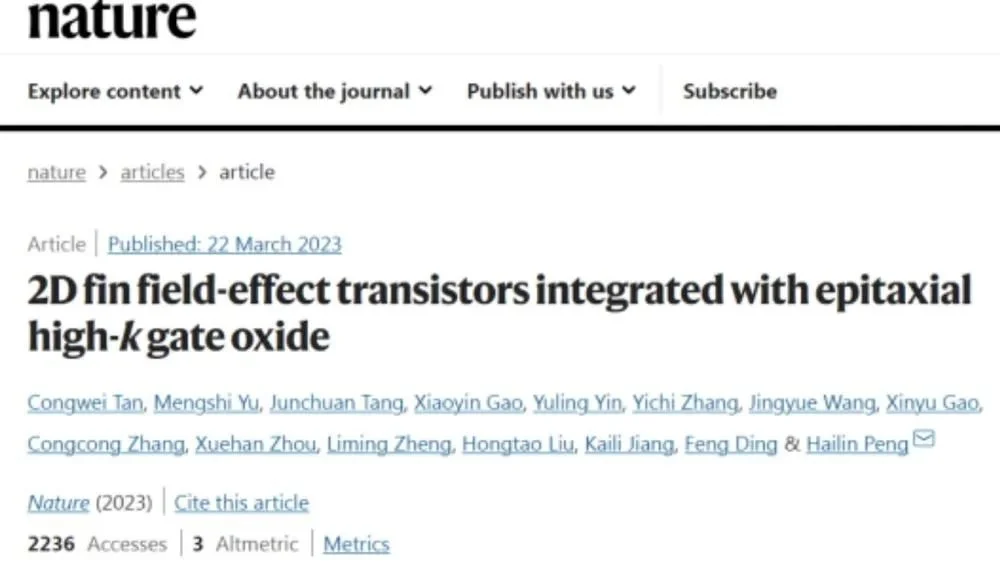 nature
Explore content About the journal Publish with us Subscribe
nature > articles > article
Article | Published: 22 March 2023
2D fin field-effect transistors integrated with epitaxial
high-k gate oxide
Congwei Tan, Mengshi Yu, Junchuan Tang, Xiaoyin Gao, Yuling Yin, Yichi Zhang, Jingyue Wang, Xinyu Gao,
Congcong Zhang, Xuehan Zhou, Liming Zheng, Hongtao Liu, Kaili Jiang, Feng Ding & Hailin Peng
Nature (2023) | Cite this article
2236 Accesses | 3 Altmetric | Metrics